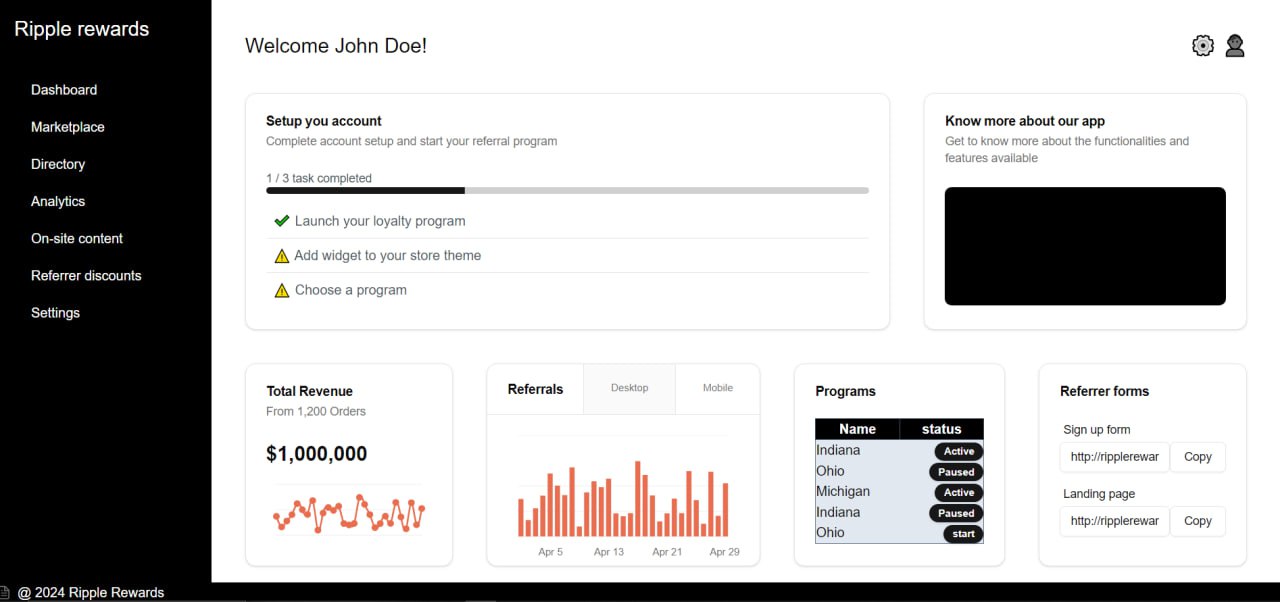 Ripple rewards
Dashboard
Marketplace
Directory
Analytics
On-site content
Referrer discounts
Settings
Welcome John Doe!
Setup you account
Complete account setup and start your referral program
1 / 3 task completed
Launch your loyalty program
Add widget to your store theme
Choose a program
Know more about our app
Get to know more about the functionalities and
features available
Total Revenue
From 1,200 Orders
$1,000,000
Referrals Desktop Mobile
Apr 5 Apr 13 Apr 21 Apr 29
Programs
Name status
Indiana Active
Ohio Paused
Michigan Active
Indiana Paused
Ohio start
Referrer forms
Sign up form
http://ripplerewar Copy
Landing page
http://ripplerewar Copy
@ 2024 Ripple Rewards